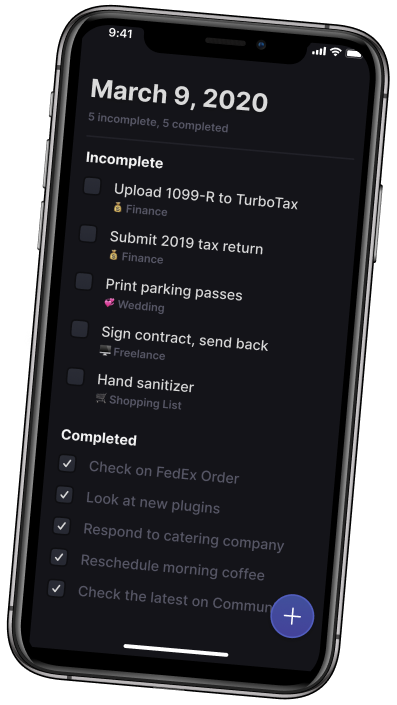 9:41
March 9, 2020
5 incomplete, 5 completed
Incomplete
Upload 1099-R to TurboTax
Finance
Submit 2019 tax return
Finance
Print parking passes
Wedding
Sign contract, send back
Freelance
Hand sanitizer
Shopping List
Completed
Check on FedEx Order
Look at new plugins
Respond to catering company
Reschedule morning coffee
Check the latest on Commun